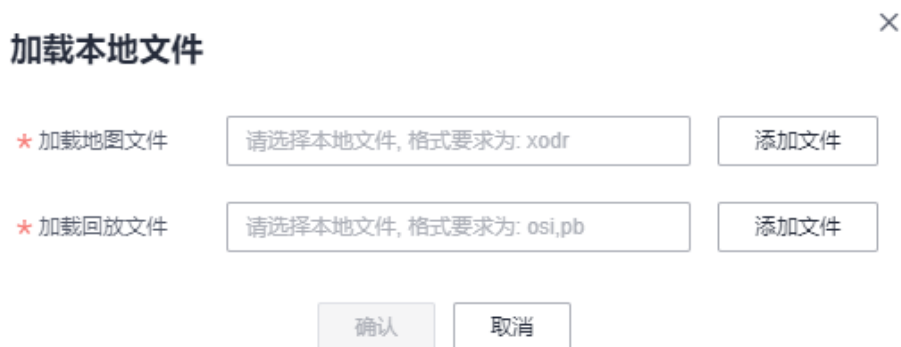 加载本地文件
* 加载地图文件 请选择本地文件, 格式要求为: xodr 添加文件
* 加载回放文件 请选择本地文件, 格式要求为: osi,pb 添加文件
确认 取消